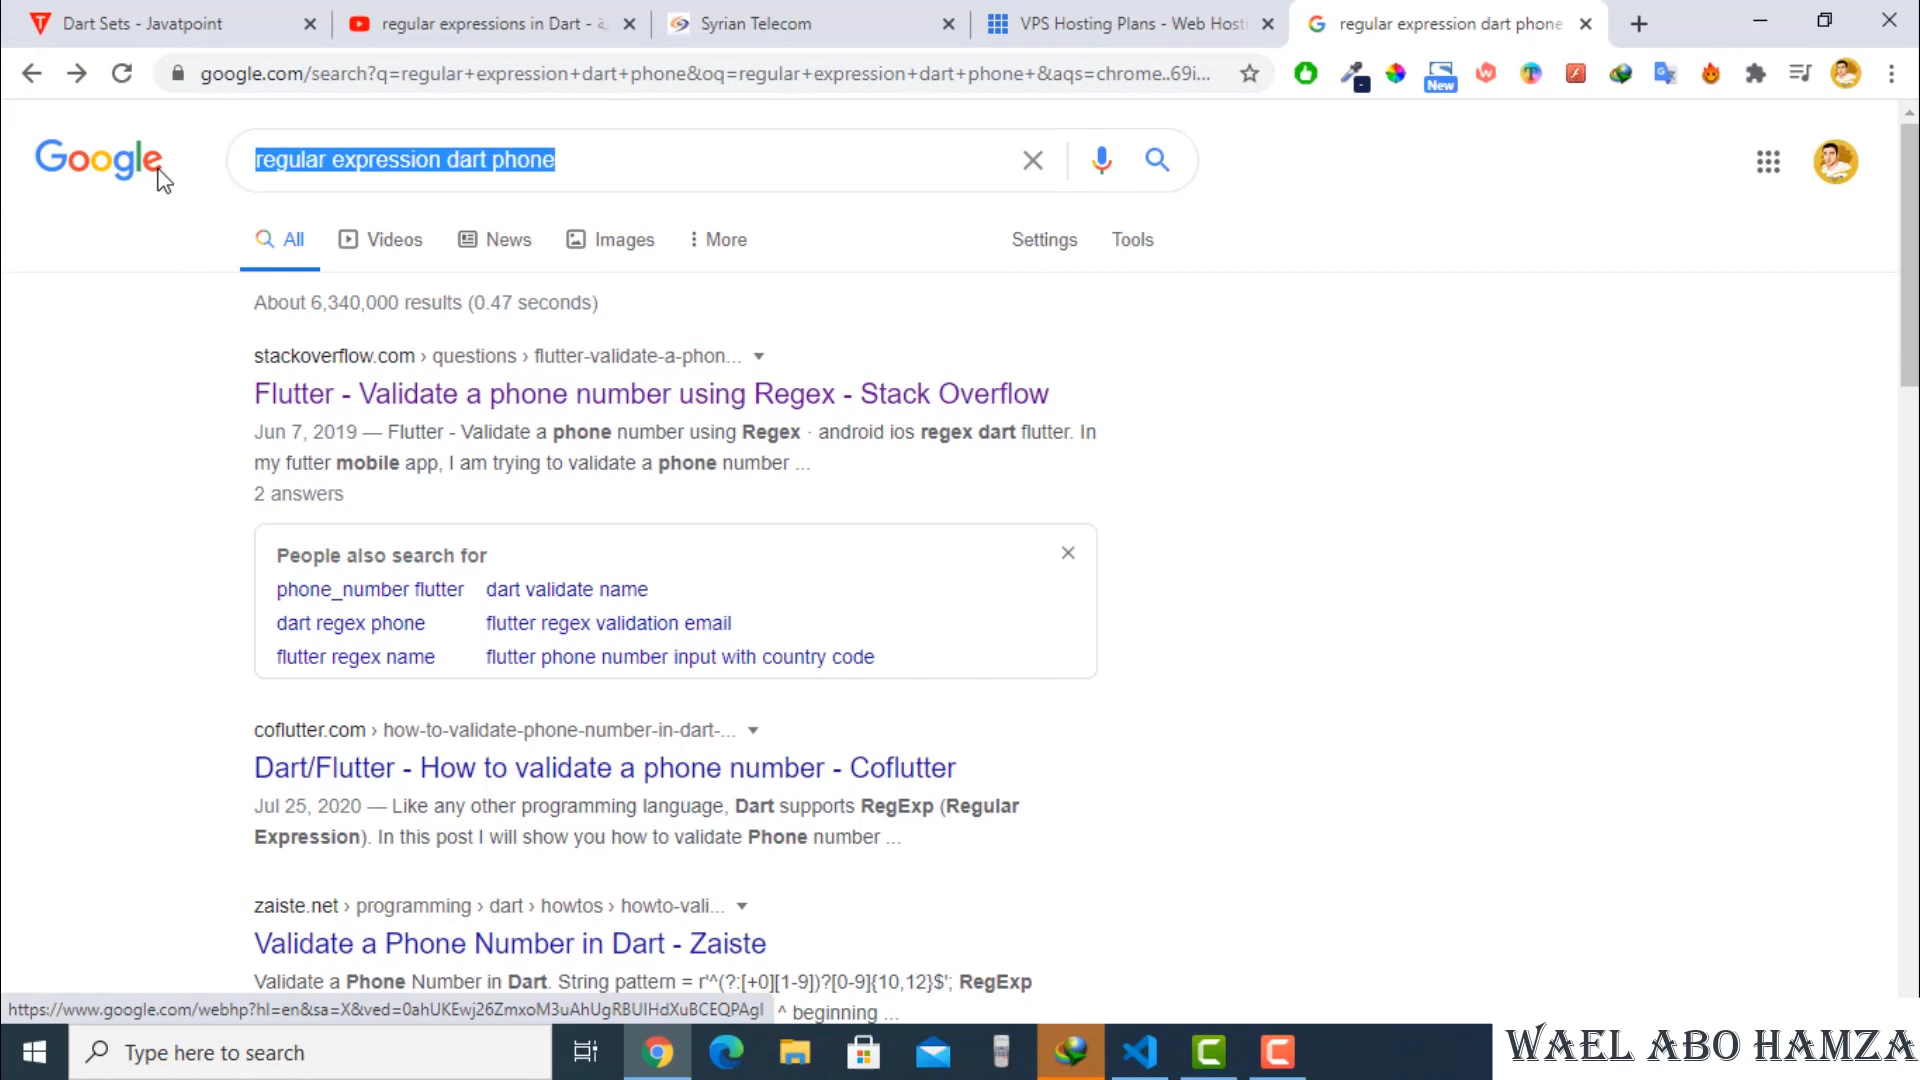 Dart Sets - Javatpoint
regular expressions in Dart -
Syrian Telecom
VPS Hosting Plans - Web Hosti
regular expression dart phone
google.com/search?q=regular+expression+dart+phone&oq=regular+expression+dart+phone+&aqs=chrome..69i...
New
Google
regular expression dart phone
All
Videos
News
Images
More
Settings
Tools
About 6,340,000 results (0.47 seconds)
stackoverflow.com › questions › flutter-validate-a-phon...
Flutter - Validate a phone number using Regex - Stack Overflow
Jun 7, 2019 — Flutter - Validate a phone number using Regex · android ios regex dart flutter. In
my futter mobile app, I am trying to validate a phone number ...
2 answers
People also search for
phone_number flutter dart validate name
dart regex phone flutter regex validation email
flutter regex name flutter phone number input with country code
coflutter.com › how-to-validate-phone-number-in-dart-...
Dart/Flutter - How to validate a phone number - Coflutter
Jul 25, 2020 — Like any other programming language, Dart supports RegExp (Regular
Expression). In this post I will show you how to validate Phone number ...
zaiste.net › programming › dart › howtos › howto-vali...
Validate a Phone Number in Dart - Zaiste
Validate a Phone Number in Dart. String pattern = r'^(?:[+0][1-9])?[0-9]{10,12}$'; RegExp
https://www.google.com/webhp?hl=en&sa=X&ved=0ahUKEwj26ZmxoM3uAhUgRBUIHdXuBCEQPAgI
^ beginning ...
Type here to search
WAEL ABO HAMZA